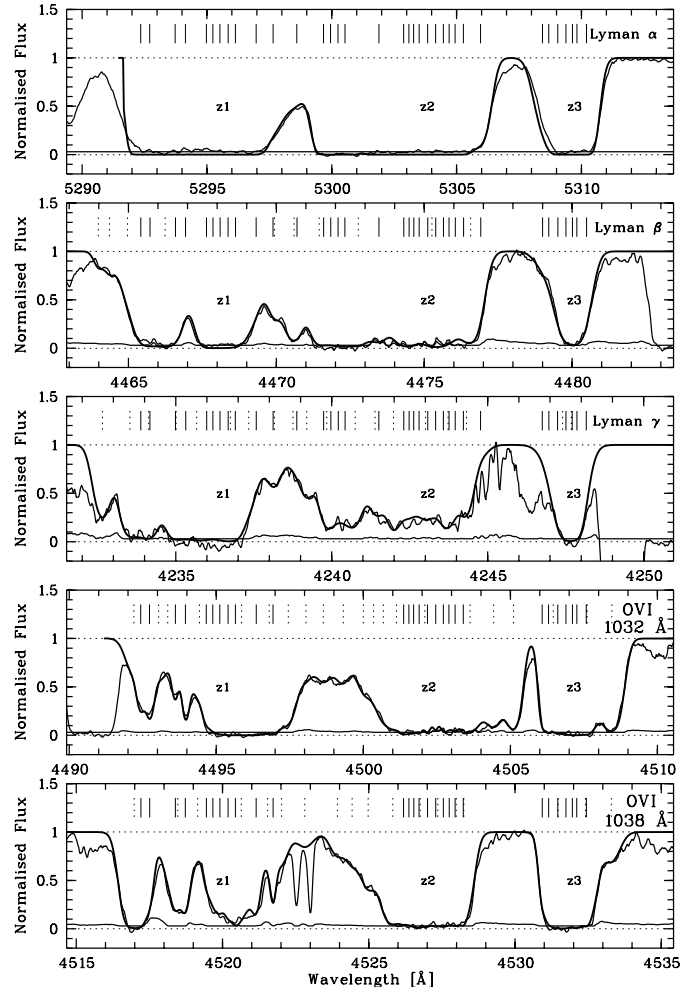 1.5
Lyman α
1
Normalised Flux
0.5
z1
z2
z3
0
5290
5295
5300
5305
5310
1.5
Lyman β
1
Normalised Flux
0.5
z1
z2
z3
0
4465
4470
4475
4480
1.5
Lyman γ
1
Normalised Flux
0.5
z1
z2
z3
0
4235
4240
4245
4250
1.5
OVI
1032 Å
1
Normalised Flux
0.5
z1
z2
z3
0
4490
4495
4500
4505
4510
1.5
OVI
1038 Å
1
Normalised Flux
0.5
z1
z2
z3
0
4515
4520
4525
4530
4535
Wavelength [Å]